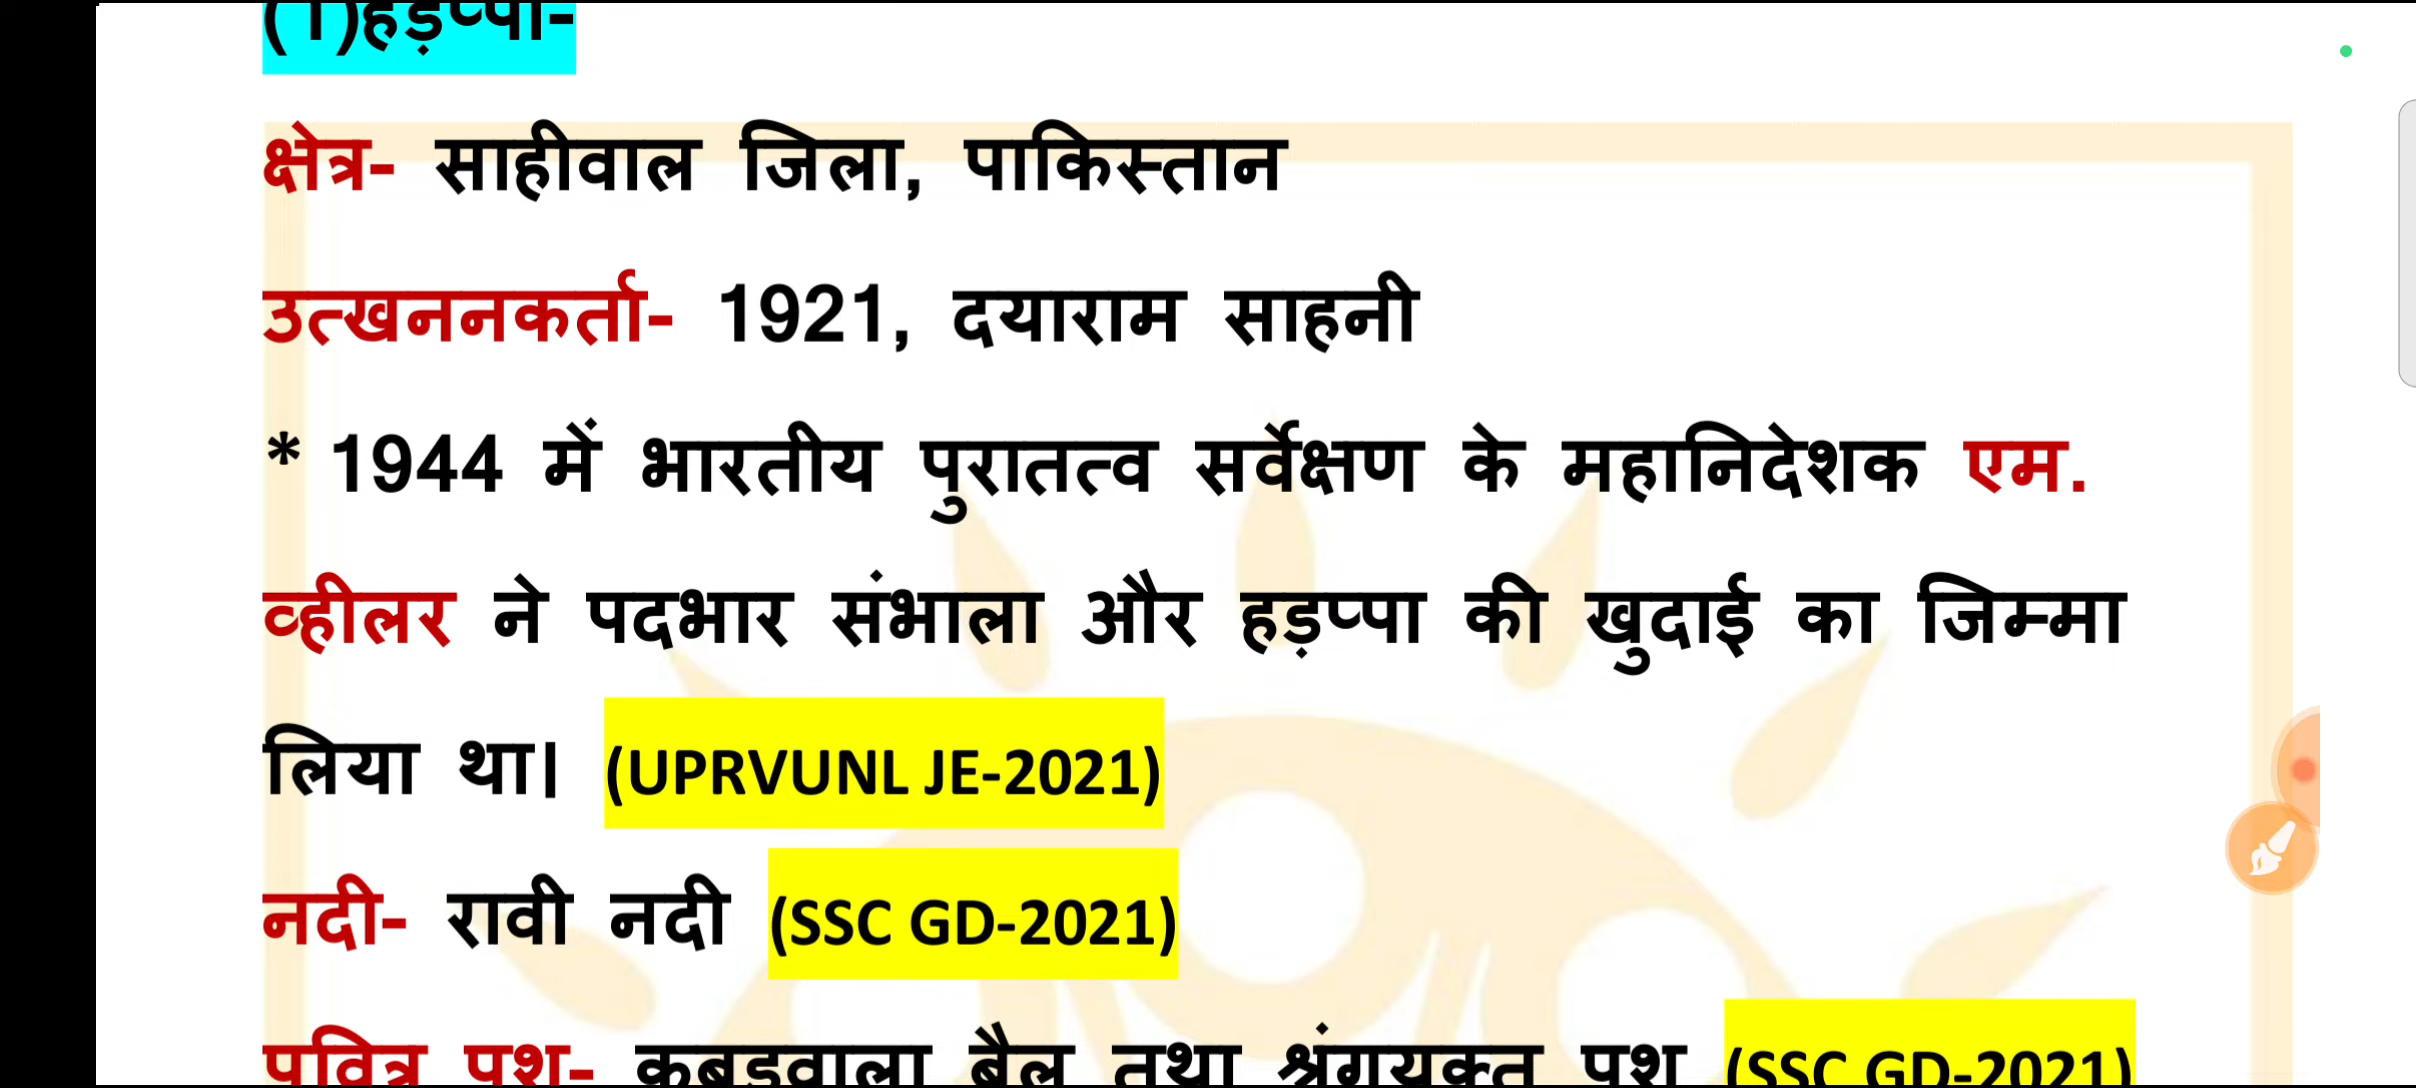 (1)हड़प्पा-
क्षेत्र- साहीवाल जिला, पाकिस्तान
उत्खननकर्ता- 1921, दयाराम साहनी
* 1944 में भारतीय पुरातत्व सर्वेक्षण के महानिदेशक एम.
व्हीलर ने पदभार संभाला और हड़प्पा की खुदाई का जिम्मा
लिया था। (UPRVUNL JE-2021)
नदी- रावी नदी (SSC GD-2021)
पवित्र पशु- कूबड़वाला बैल तथा श्रृंगयुक्त पशु (SSC GD-2021)